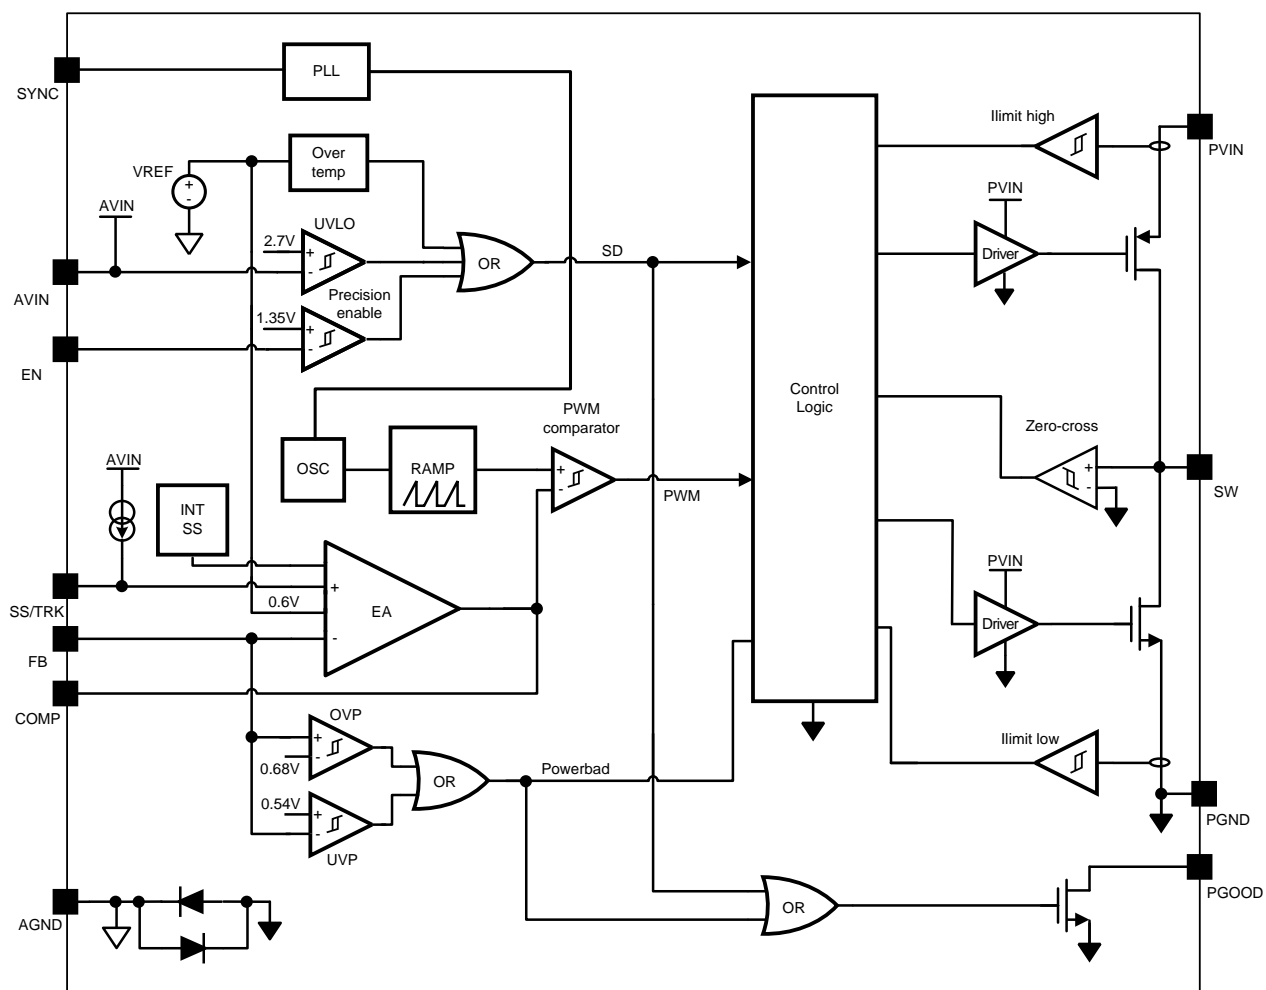 SYNC
PLL
Ilimit high
PVIN
VREF
+
-
Over
temp
AVIN
UVLO
2.7V
+
-
OR
SD
PVIN
Driver
AVIN
Precision
enable
1.35V
+
-
EN
Control
Logic
PWM
comparator
OSC
RAMP
+
-
PWM
Zero-cross
+
-
SW
AVIN
INT
SS
SS/TRK
+
0.6V
EA
-
FB
COMP
PVIN
Driver
OVP
+
-
0.68V
OR
Powerbad
0.54V
+
-
UVP
Ilimit low
PGND
PGOOD
OR
AGND